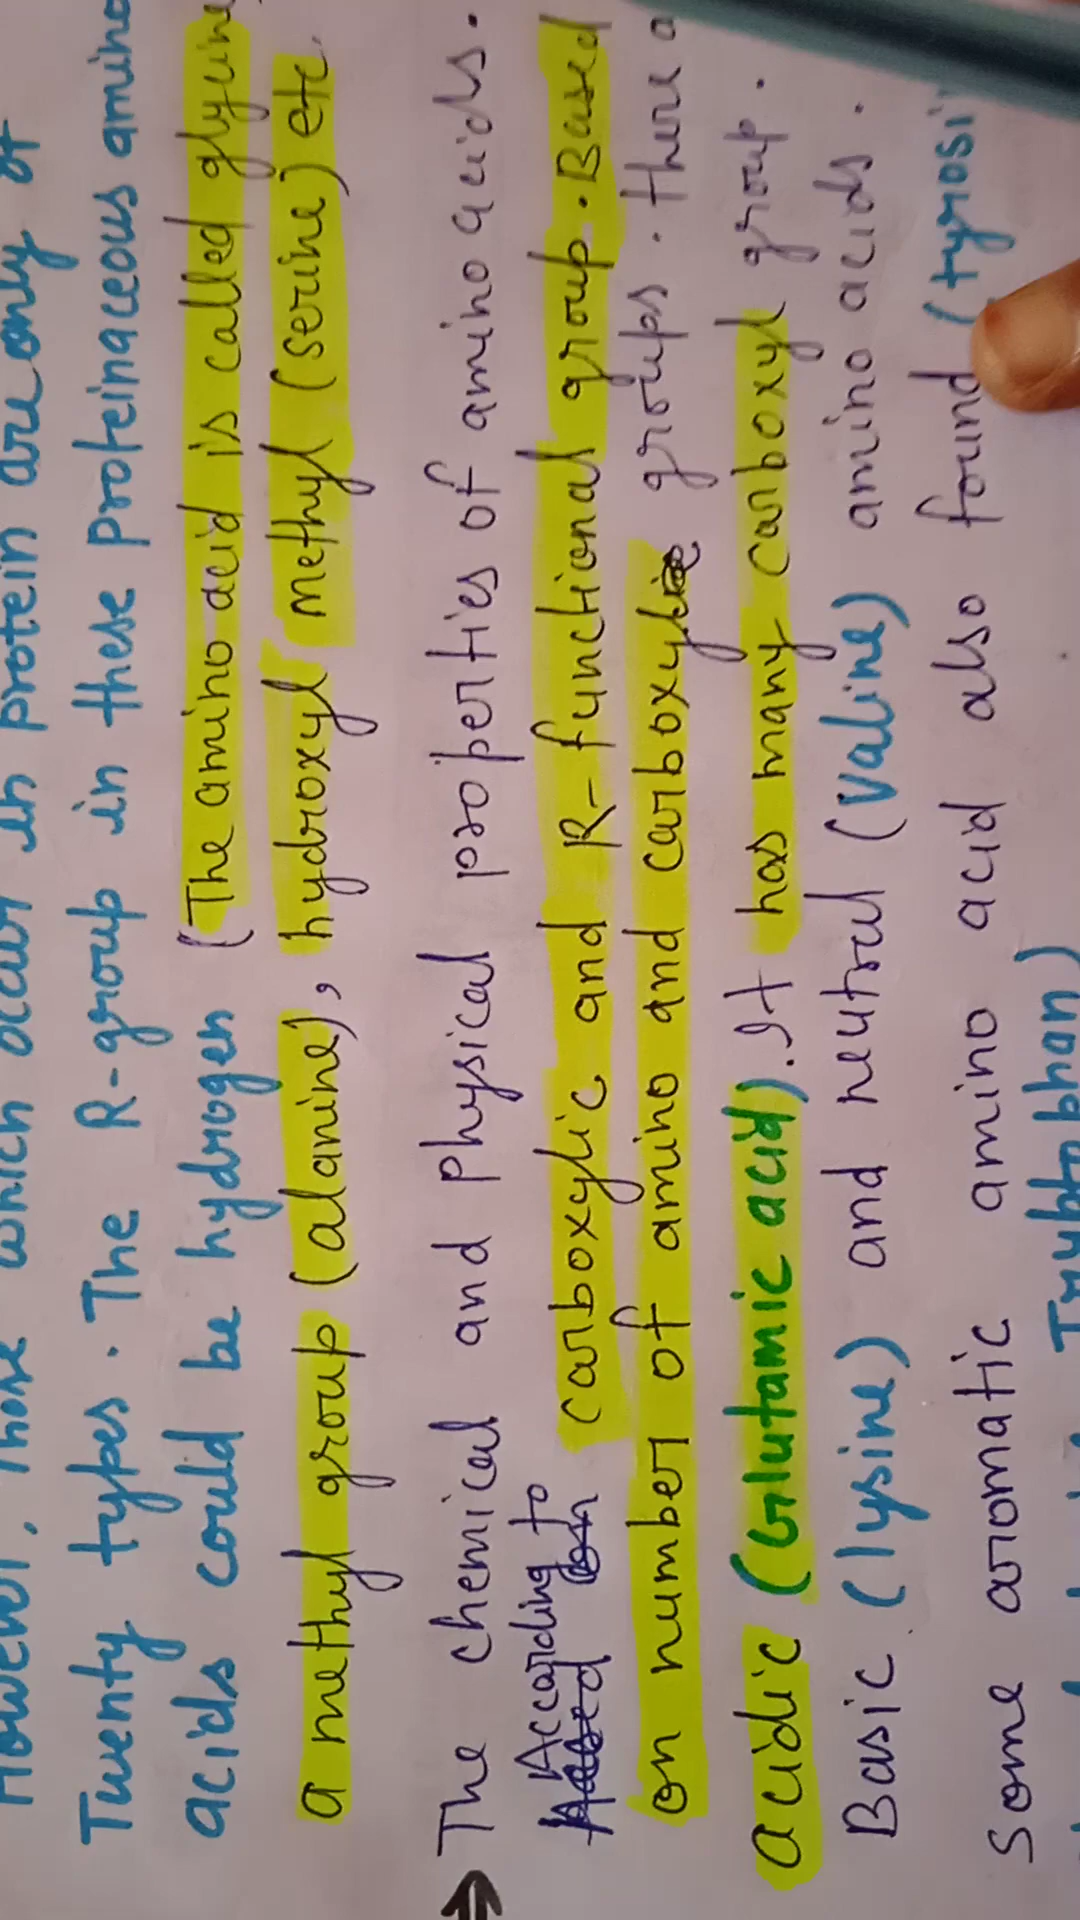 However, those which occur in protein are only of
Twenty types. The R-group in these proteinaceous amino
acids could be hydrogen (The amino acid is called glycine
a methyl group (alanine), hydroxyl methyl (serine) etc.
⇒ The chemical and physical properties of amino acids.
According to carboxylic and R-functional group. Based
on number of amino and carboxyl groups. there a
acidic (Glutamic acid). It has many carboxyl group.
Basic (lysine) and neutral (valine) amino acids.
Some aromatic amino acid also found (tyrosi
Tryptophan)